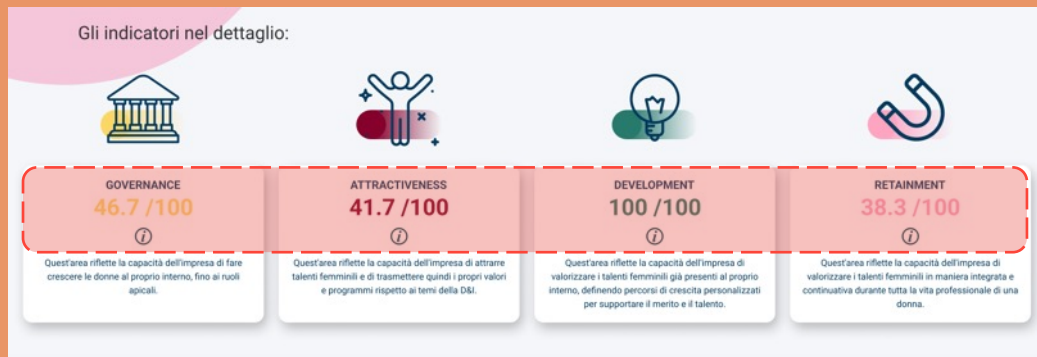 Gli indicatori nel dettaglio:
GOVERNANCE
46.7 /100
i
Quest'area riflette la capacità dell'impresa di fare
crescere le donne al proprio interno, fino ai ruoli
apicali.
ATTRACTIVENESS
41.7 /100
i
Quest'area riflette la capacità dell'impresa di attrarre
talenti femminili e di trasmettere quindi i propri valori
e programmi rispetto ai temi della D&I.
DEVELOPMENT
100 /100
i
Quest'area riflette la capacità dell'impresa di
valorizzare i talenti femminili già presenti al proprio
interno, definendo percorsi di crescita personalizzati
per supportare il merito e il talento.
RETAINMENT
38.3 /100
i
Quest'area riflette la capacità dell'impresa di
valorizzare i talenti femminili in maniera integrata e
continuativa durante tutta la vita professionale di una
donna.